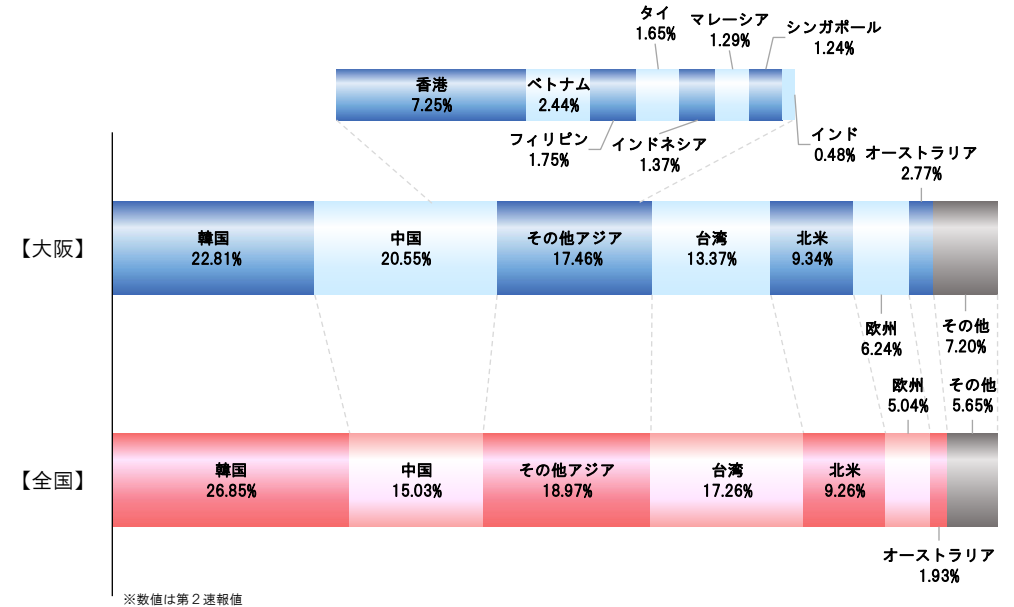 タイ
1.65%
マレーシア
1.29%
シンガポール
1.24%
香港
7.25%
ベトナム
2.44%
フィリピン
1.75%
インドネシア
1.37%
インド
0.48%
オーストラリア
2.77%
【大阪】
韓国
22.81%
中国
20.55%
その他アジア
17.46%
台湾
13.37%
北米
9.34%
欧州
6.24%
その他
7.20%
欧州
5.04%
その他
5.65%
【全国】
韓国
26.85%
中国
15.03%
その他アジア
18.97%
台湾
17.26%
北米
9.26%
オーストラリア
1.93%
※数値は第２速報値